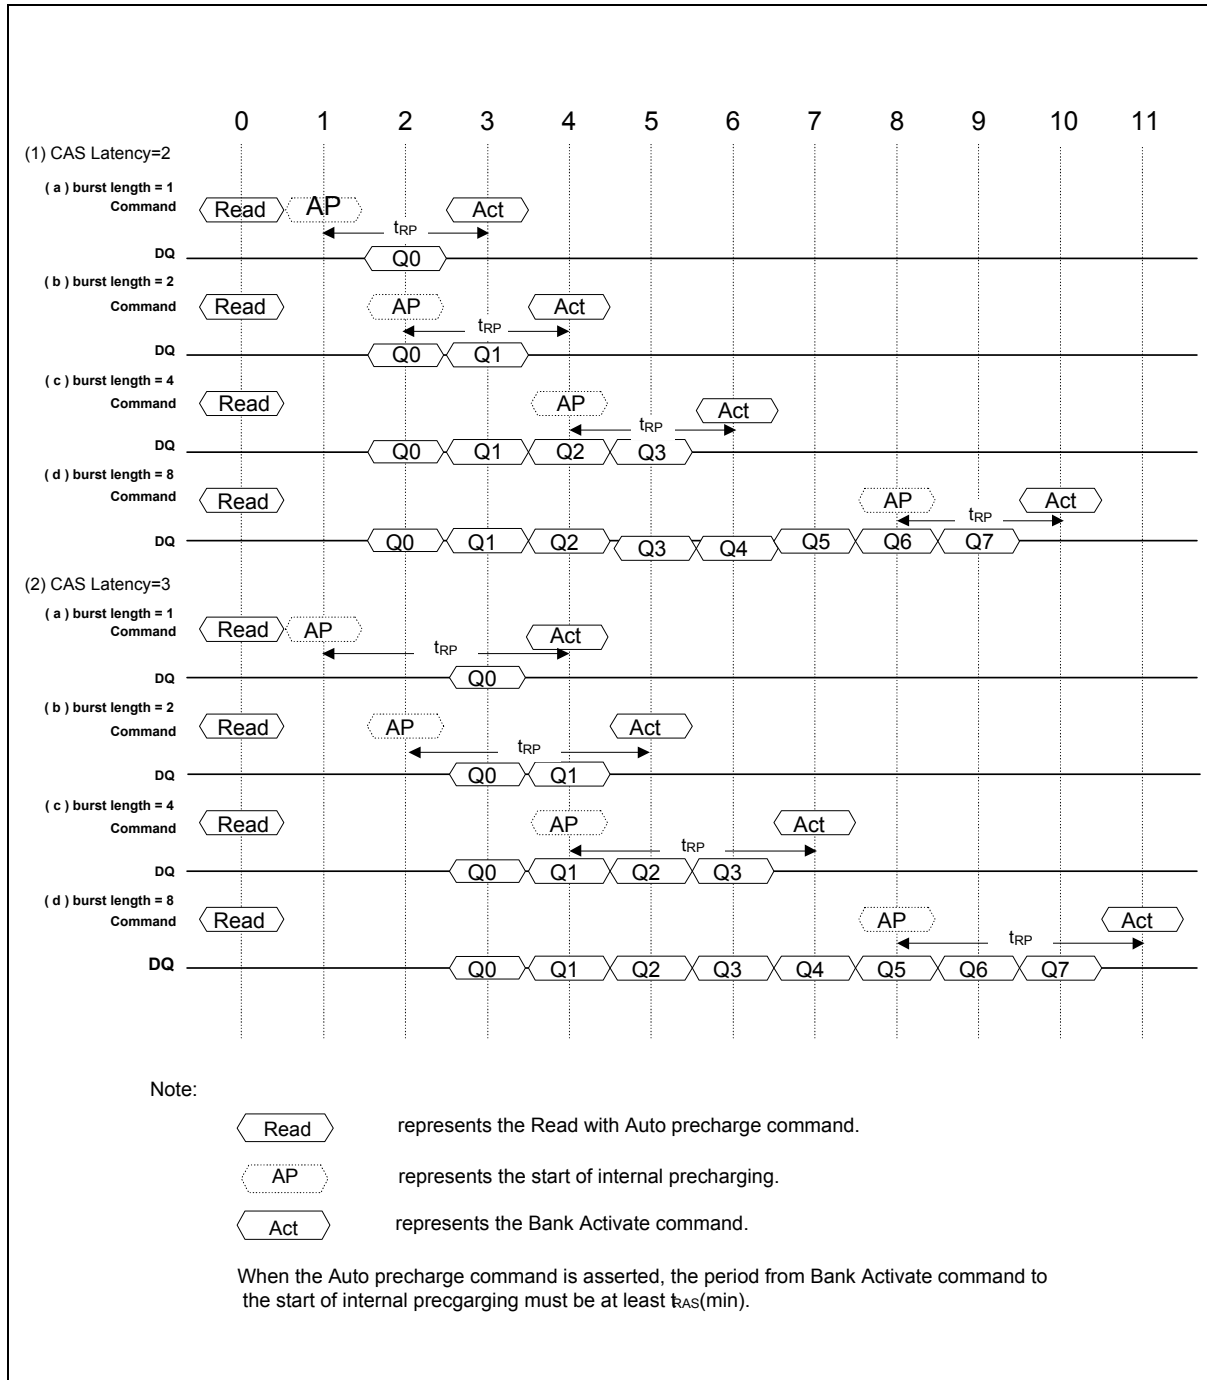 0 1 2 3 4 5 6 7 8 9 10 11
(1) CAS Latency=2
( a ) burst length = 1
Command Read AP Act
tRP
DQ Q0
( b ) burst length = 2
Command Read AP Act
tRP
DQ Q0 Q1
( c ) burst length = 4
Command Read AP Act
tRP
DQ Q0 Q1 Q2 Q3
( d ) burst length = 8
Command Read AP Act
tRP
DQ Q0 Q1 Q2 Q3 Q4 Q5 Q6 Q7
(2) CAS Latency=3
( a ) burst length = 1
Command Read AP Act
tRP
DQ Q0
( b ) burst length = 2
Command Read AP Act
tRP
DQ Q0 Q1
( c ) burst length = 4
Command Read AP Act
tRP
DQ Q0 Q1 Q2 Q3
( d ) burst length = 8
Command Read AP Act
tRP
DQ Q0 Q1 Q2 Q3 Q4 Q5 Q6 Q7
Note:
Read represents the Read with Auto precharge command.
AP represents the start of internal precharging.
Act represents the Bank Activate command.
When the Auto precharge command is asserted, the period from Bank Activate command to
the start of internal precgarging must be at least tRAS(min).